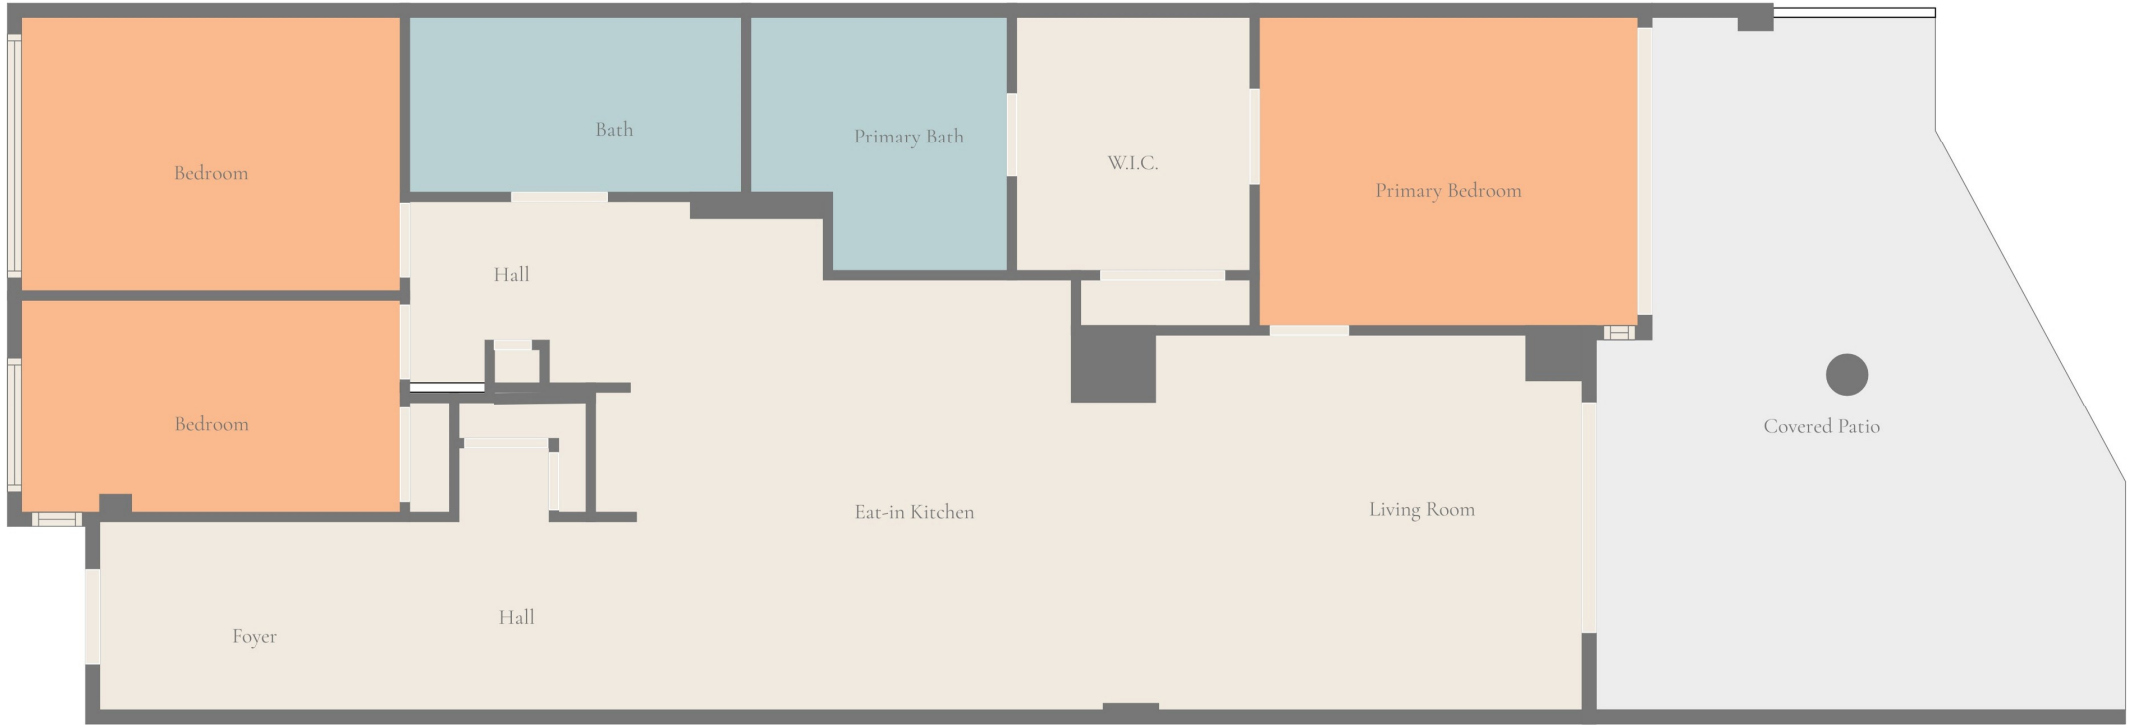 Bath
Primary Bath
W.I.C.
Bedroom
Primary Bedroom
Hall
Bedroom
Covered Patio
Eat-in Kitchen
Living Room
Hall
Foyer